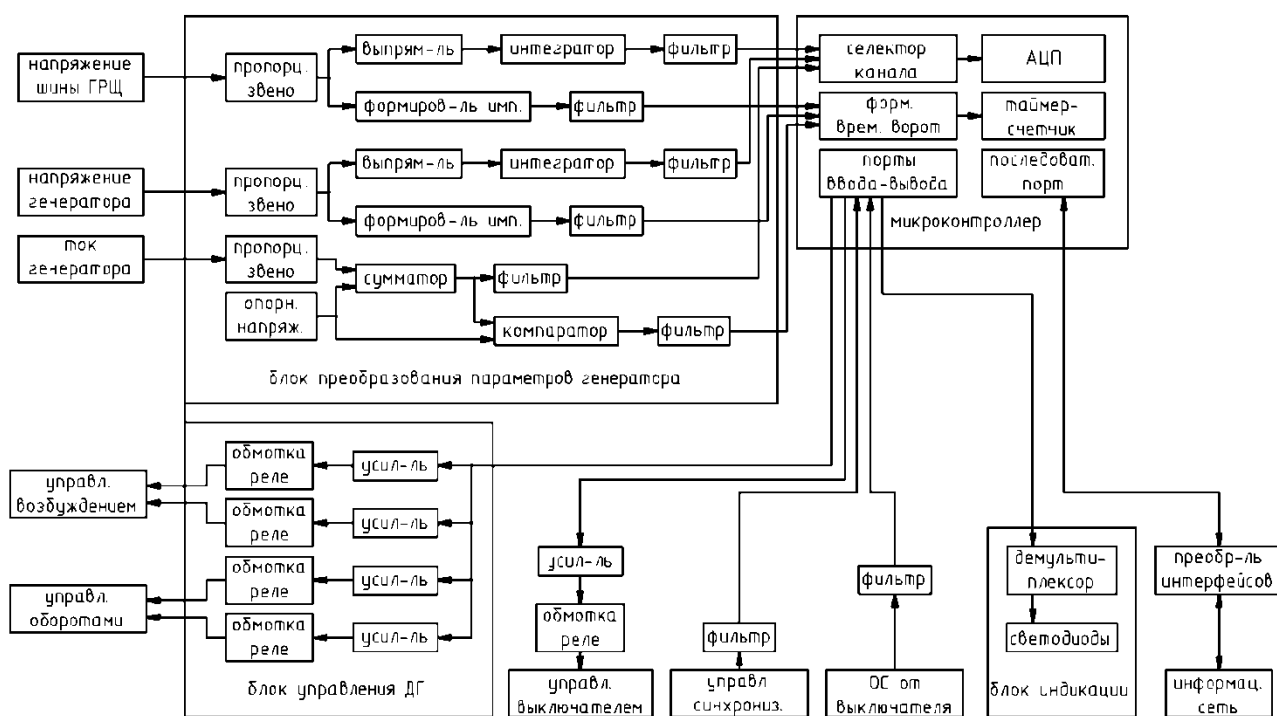 напряжение
шины ГРЩ
пропорц.
звено
выпрям-ль
интегратор
фильтр
формиров-ль имп.
фильтр
напряжение
генератора
пропорц.
звено
выпрям-ль
интегратор
фильтр
формиров-ль имп.
фильтр
ток
генератора
пропорц.
звено
сумматор
фильтр
опорн.
напряж.
компаратор
фильтр
блок преобразования параметров генератора
селектор
канала
АЦП
форм.
врем. ворот
таймер-
счетчик
порты
ввода-вывода
последоват.
порт
микроконтроллер
управл.
возбуждением
обмотка
реле
усил-ль
обмотка
реле
усил-ль
управл.
оборотами
обмотка
реле
усил-ль
обмотка
реле
усил-ль
блок управления ДГ
усил-ль
обмотка
реле
управл.
выключателем
фильтр
управл
синхрониз.
фильтр
ОС от
выключателя
демульти-
плексор
светодиоды
блок индикации
преобр-ль
интерфейсов
информац.
сеть